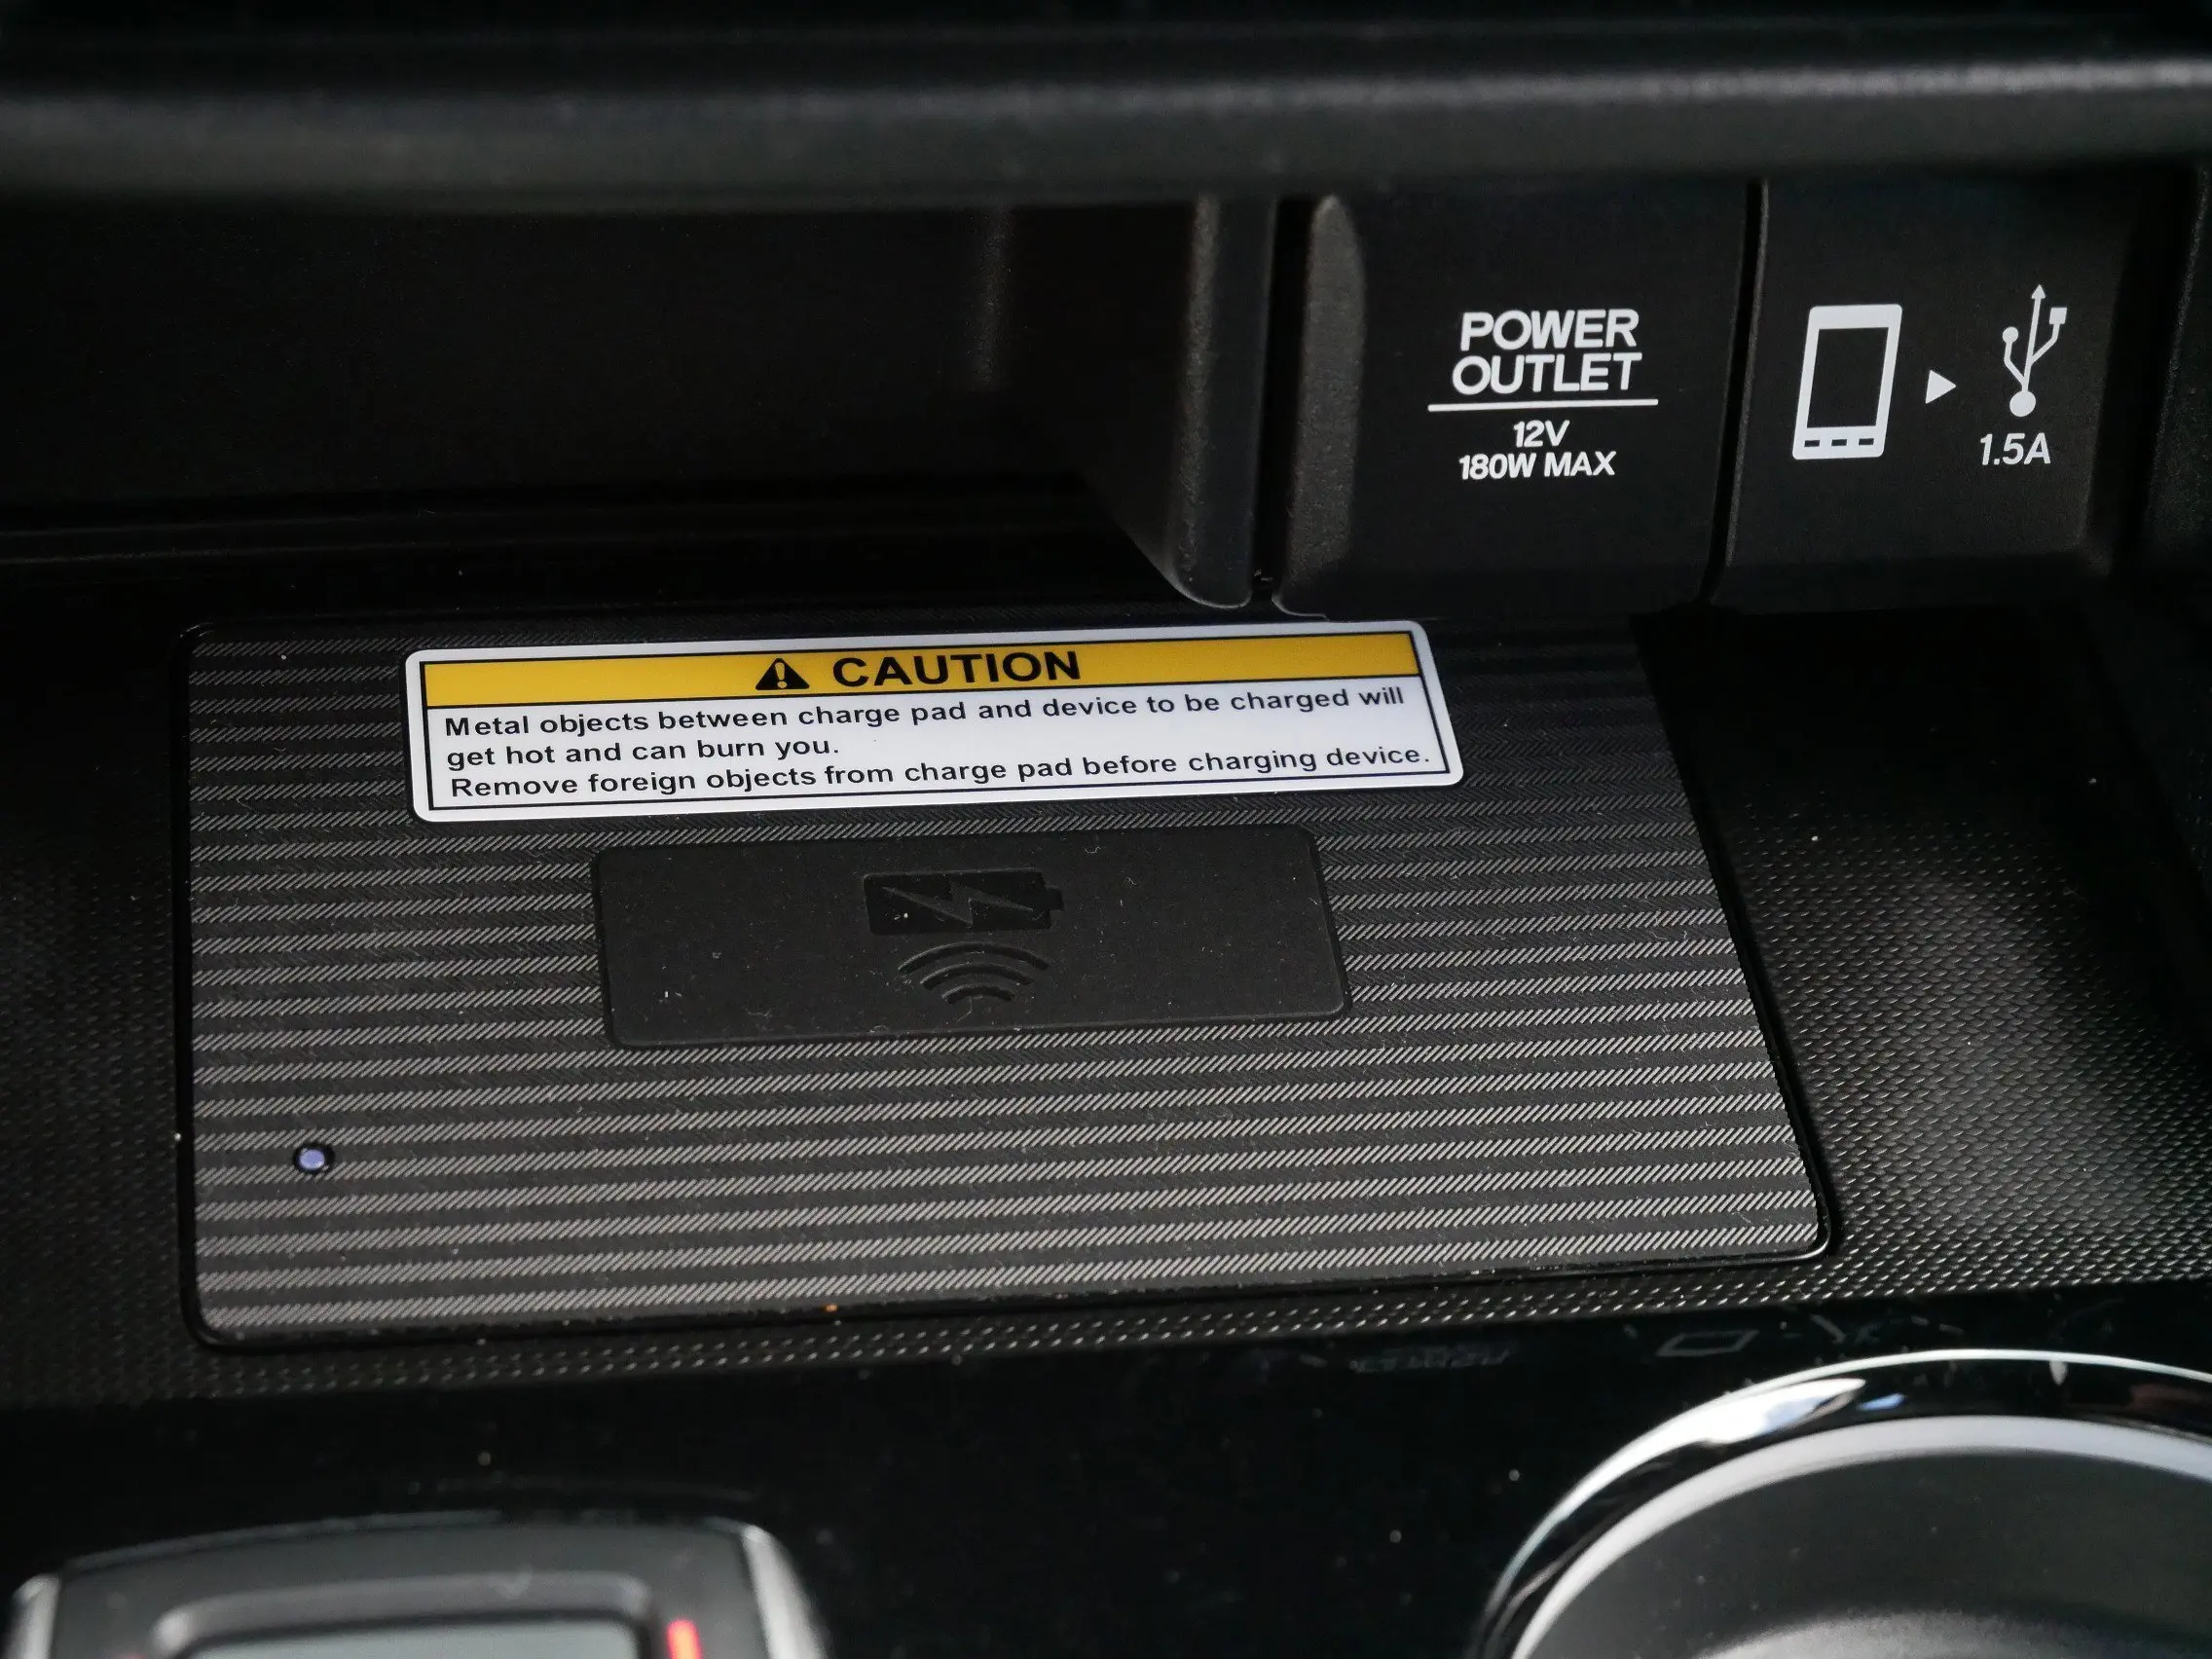 POWER
OUTLET
12V
180W MAX
1.5A
CAUTION
Metal objects between charge pad and device to be charged will
get hot and can burn you.
Remove foreign objects from charge pad before charging device.